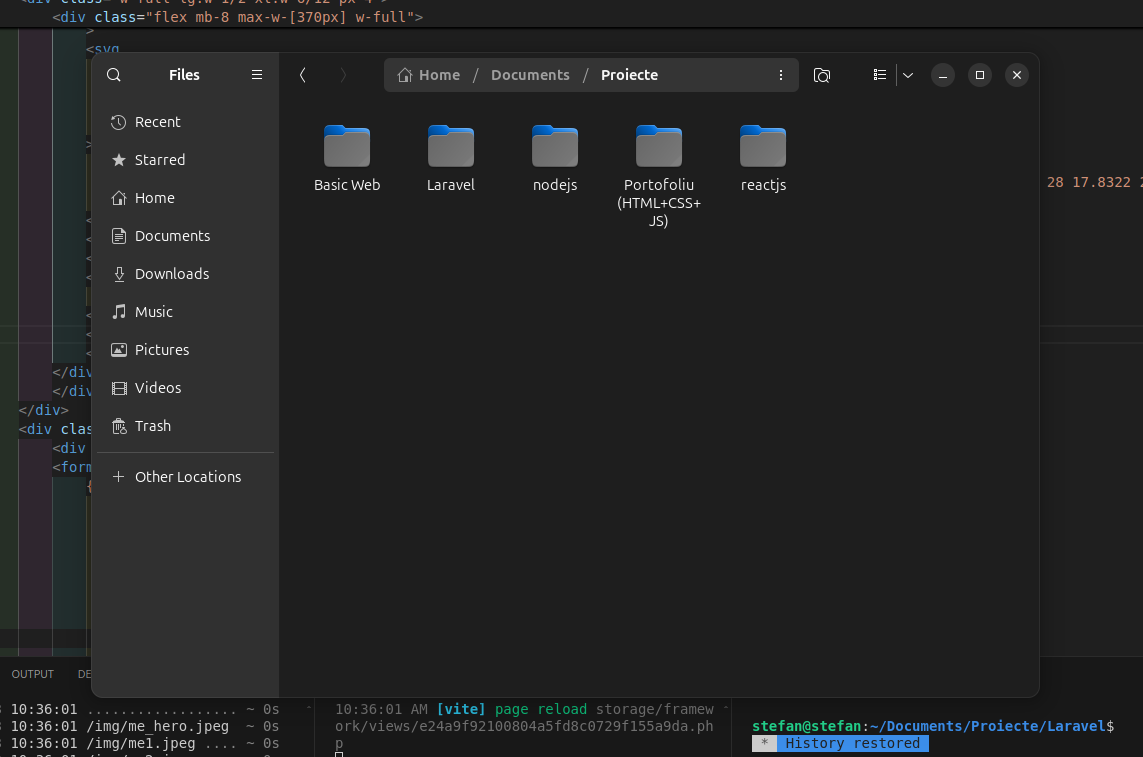 <div class="flex mb-8 max-w-[370px] w-full">
>
<svg
Files
Home / Documents / Proiecte
Recent
Starred
Home
Documents
Downloads
Music
Pictures
Videos
Trash
+ Other Locations
Basic Web
Laravel
nodejs
Portofoliu
(HTML+CSS+
JS)
reactjs
28 17.8322
</div
</div
</div>
<div clas
<div
<form
{
OUTPUT
DE
10:36:01 .................. ~ 0s
10:36:01 /img/me_hero.jpeg ~ 0s
10:36:01 /img/me1.jpeg .... ~ 0s
10:36:01 AM [vite] page reload storage/framew
ork/views/e24a9f92100804a5fd8c0729f155a9da.ph
p
stefan@stefan:~/Documents/Proiecte/Laravel$
* History restored